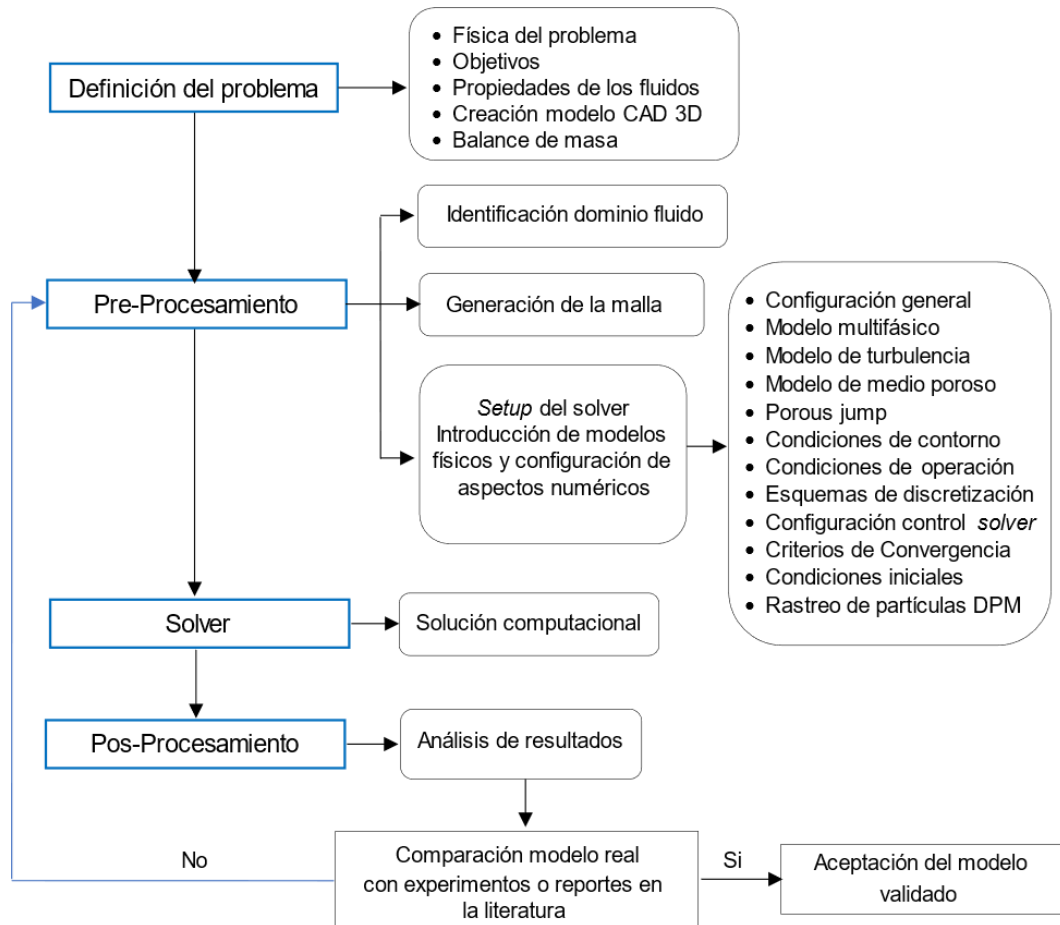 Definición del problema
• Física del problema
• Objetivos
• Propiedades de los fluidos
• Creación modelo CAD 3D
• Balance de masa
Pre-Procesamiento
Identificación dominio fluido
Generación de la malla
Setup del solver
Introducción de modelos
físicos y configuración de
aspectos numéricos
• Configuración general
• Modelo multifásico
• Modelo de turbulencia
• Modelo de medio poroso
• Porous jump
• Condiciones de contorno
• Condiciones de operación
• Esquemas de discretización
• Configuración control solver
• Criterios de Convergencia
• Condiciones iniciales
• Rastreo de partículas DPM
Solver
Solución computacional
Pos-Procesamiento
Análisis de resultados
No
Comparación modelo real
con experimentos o reportes en
la literatura
Si
Aceptación del modelo
validado